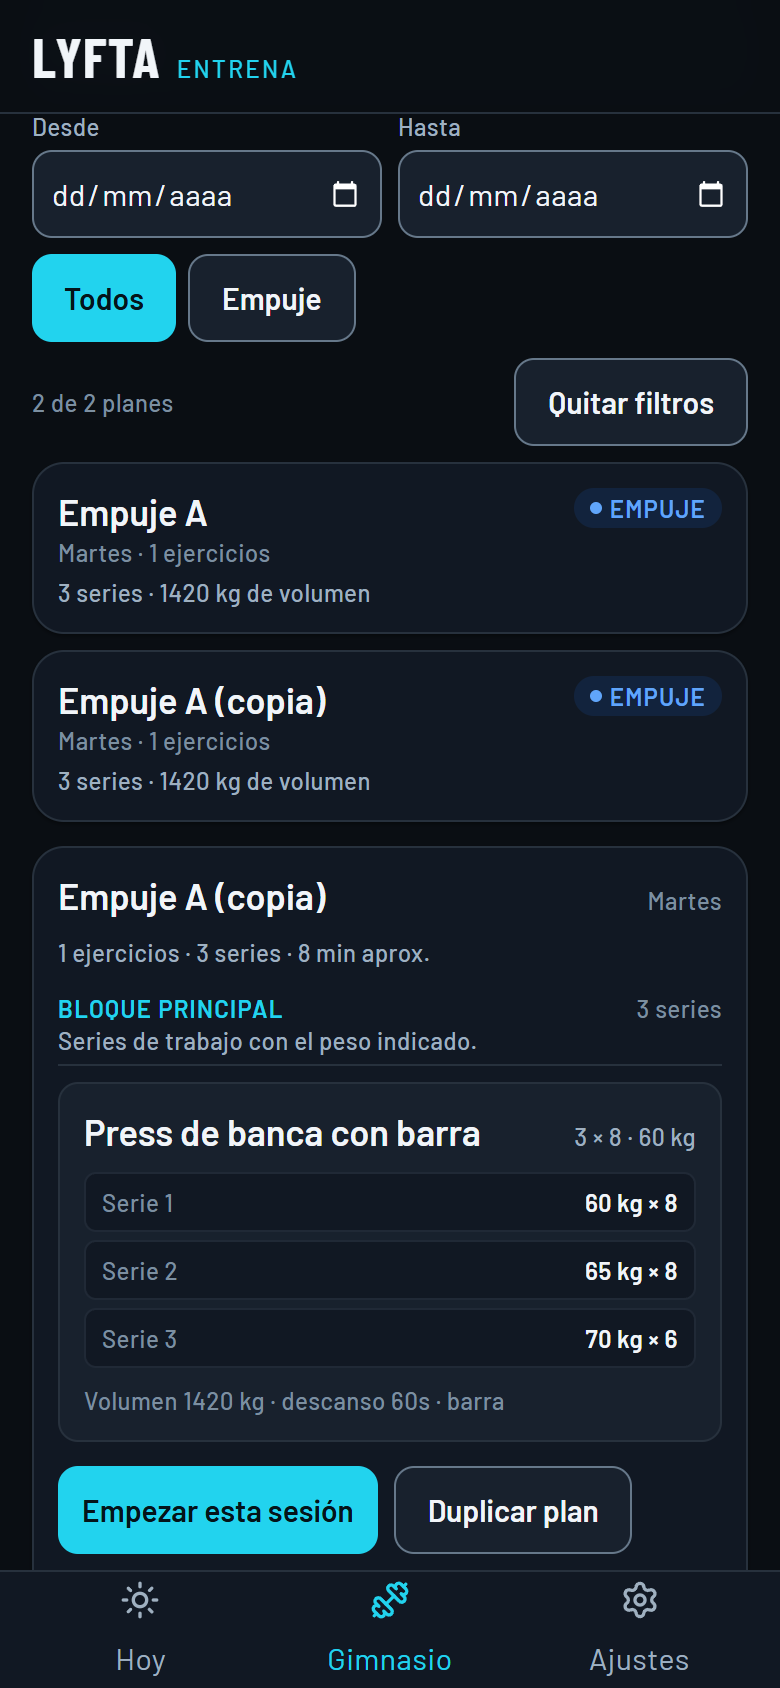 LYFTA ENTRENA
Desde Hasta
dd/mm/aaaa dd/mm/aaaa
Todos Empuje
2 de 2 planes Quitar filtros
Empuje A EMPUJE
Martes · 1 ejercicios
3 series · 1420 kg de volumen
Empuje A (copia) EMPUJE
Martes · 1 ejercicios
3 series · 1420 kg de volumen
Empuje A (copia) Martes
1 ejercicios · 3 series · 8 min aprox.
BLOQUE PRINCIPAL 3 series
Series de trabajo con el peso indicado.
Press de banca con barra 3 × 8 · 60 kg
Serie 1 60 kg × 8
Serie 2 65 kg × 8
Serie 3 70 kg × 6
Volumen 1420 kg · descanso 60s · barra
Empezar esta sesión Duplicar plan
Hoy Gimnasio Ajustes